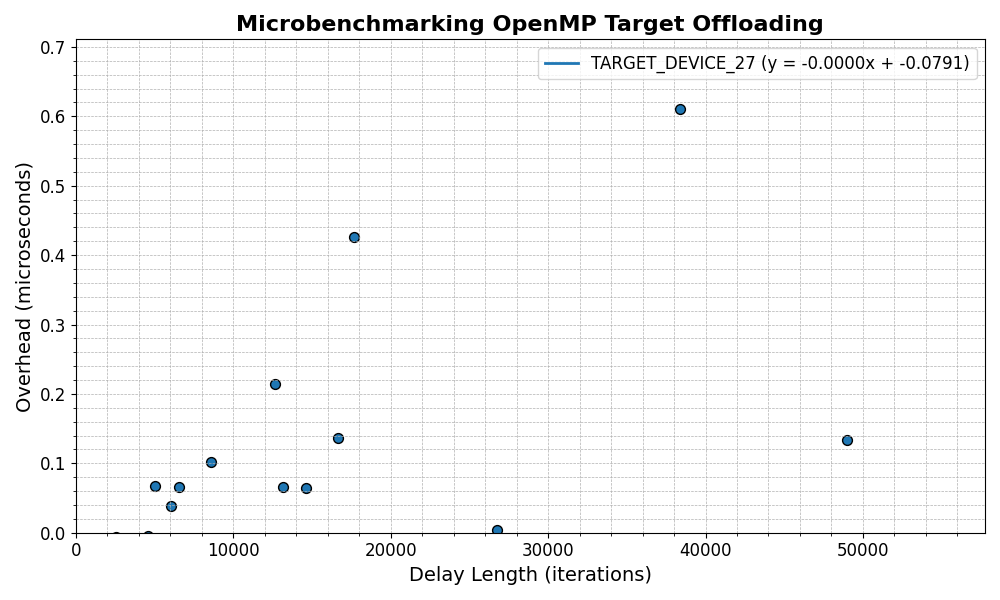 Microbenchmarking OpenMP Target Offloading
TARGET_DEVICE_27 (y = -0.0000x + -0.0791)
0.7
0.6
0.5
0.4
0.3
0.2
0.1
0.0
Overhead (microseconds)
0 10000 20000 30000 40000 50000
Delay Length (iterations)